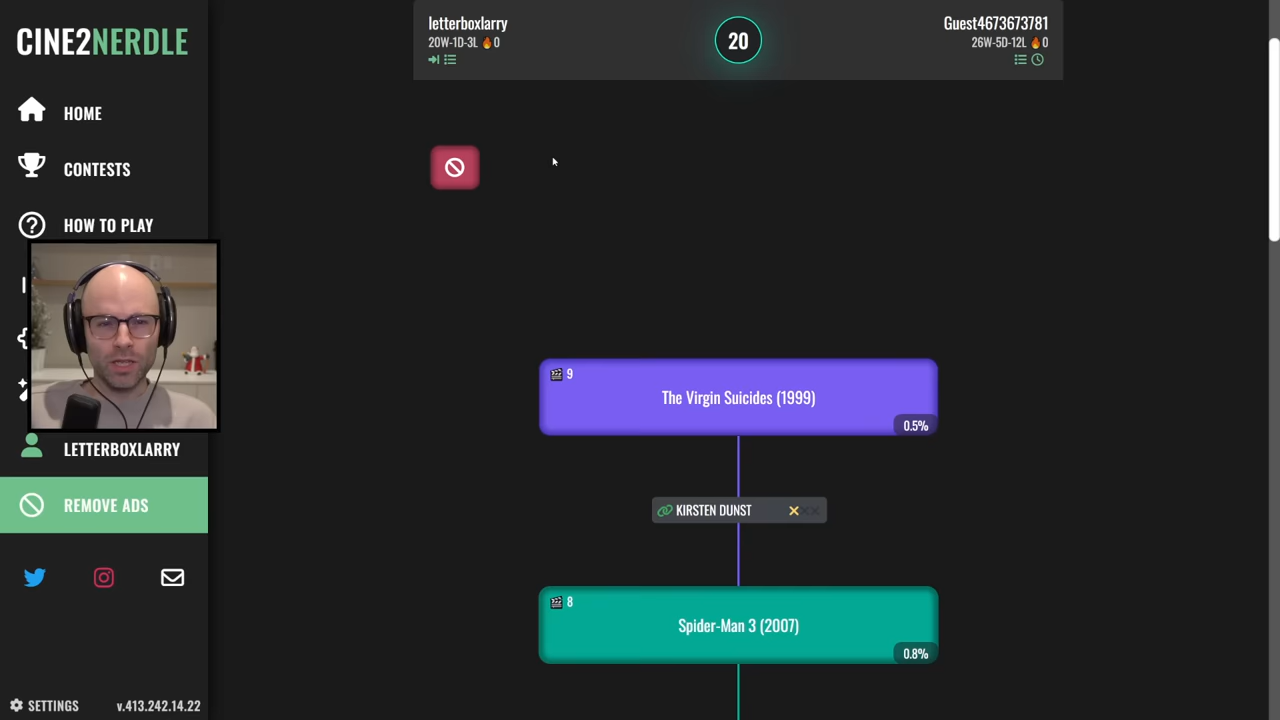 CINE2NERDLE
HOME
CONTESTS
HOW TO PLAY
LETTERBOXLARRY
REMOVE ADS
SETTINGS
v.413.242.14.22
letterboxlarry
20W-1D-3L 🔥0
20
Guest4673673781
26W-5D-12L 🔥0
9
The Virgin Suicides (1999)
0.5%
KIRSTEN DUNST
8
Spider-Man 3 (2007)
0.8%